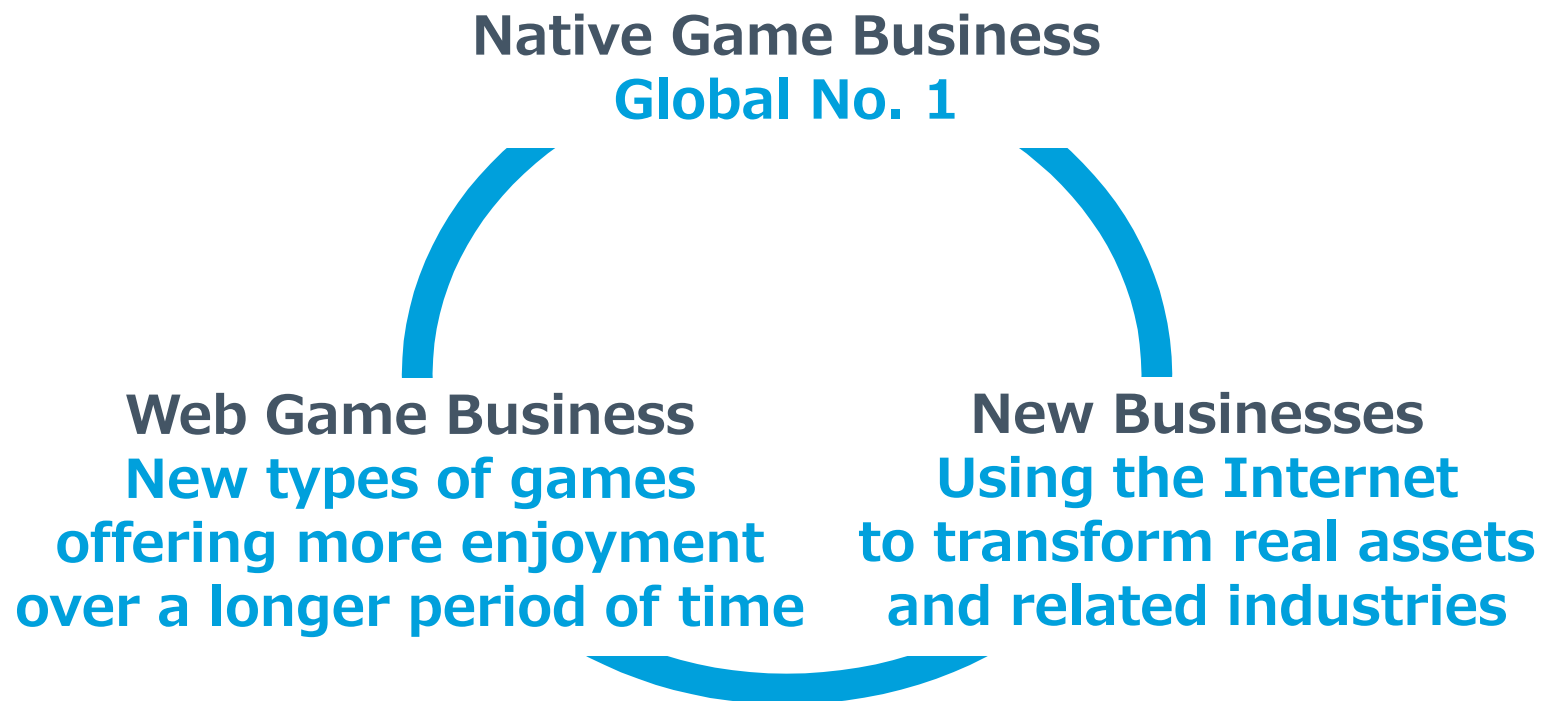 Native Game Business
Global No. 1
Web Game Business
New types of games
offering more enjoyment
over a longer period of time
New Businesses
Using the Internet
to transform real assets
and related industries